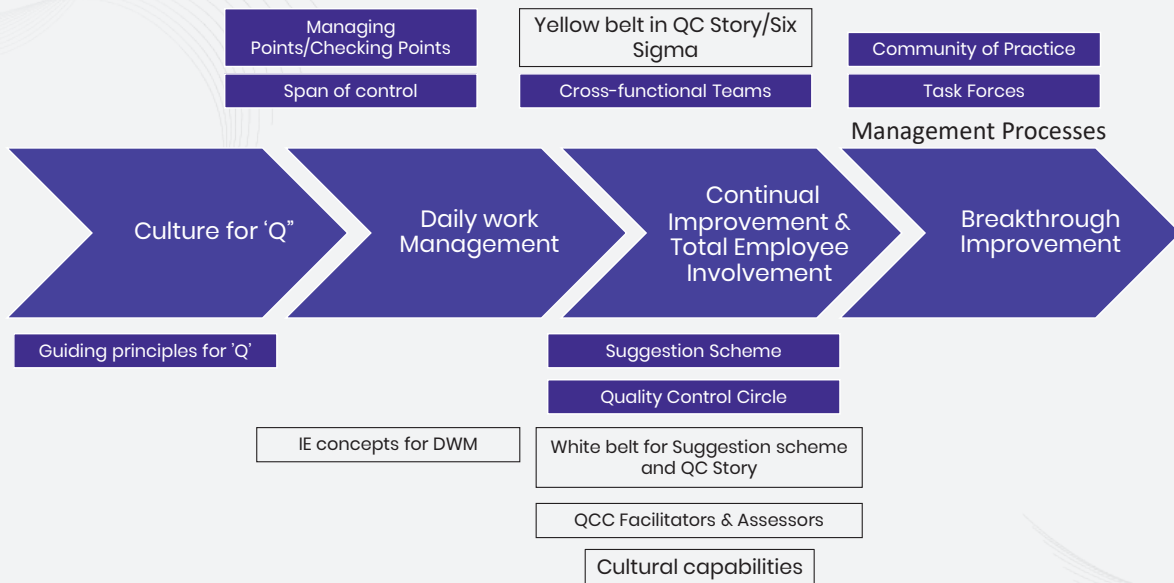 Managing
Points/Checking Points
Span of control
Yellow belt in QC Story/Six
Sigma
Cross-functional Teams
Community of Practice
Task Forces
Management Processes
Culture for ‘Q”
Daily work
Management
Continual
Improvement &
Total Employee
Involvement
Breakthrough
Improvement
Guiding principles for ’Q’
Suggestion Scheme
Quality Control Circle
IE concepts for DWM
White belt for Suggestion scheme
and QC Story
QCC Facilitators & Assessors
Cultural capabilities